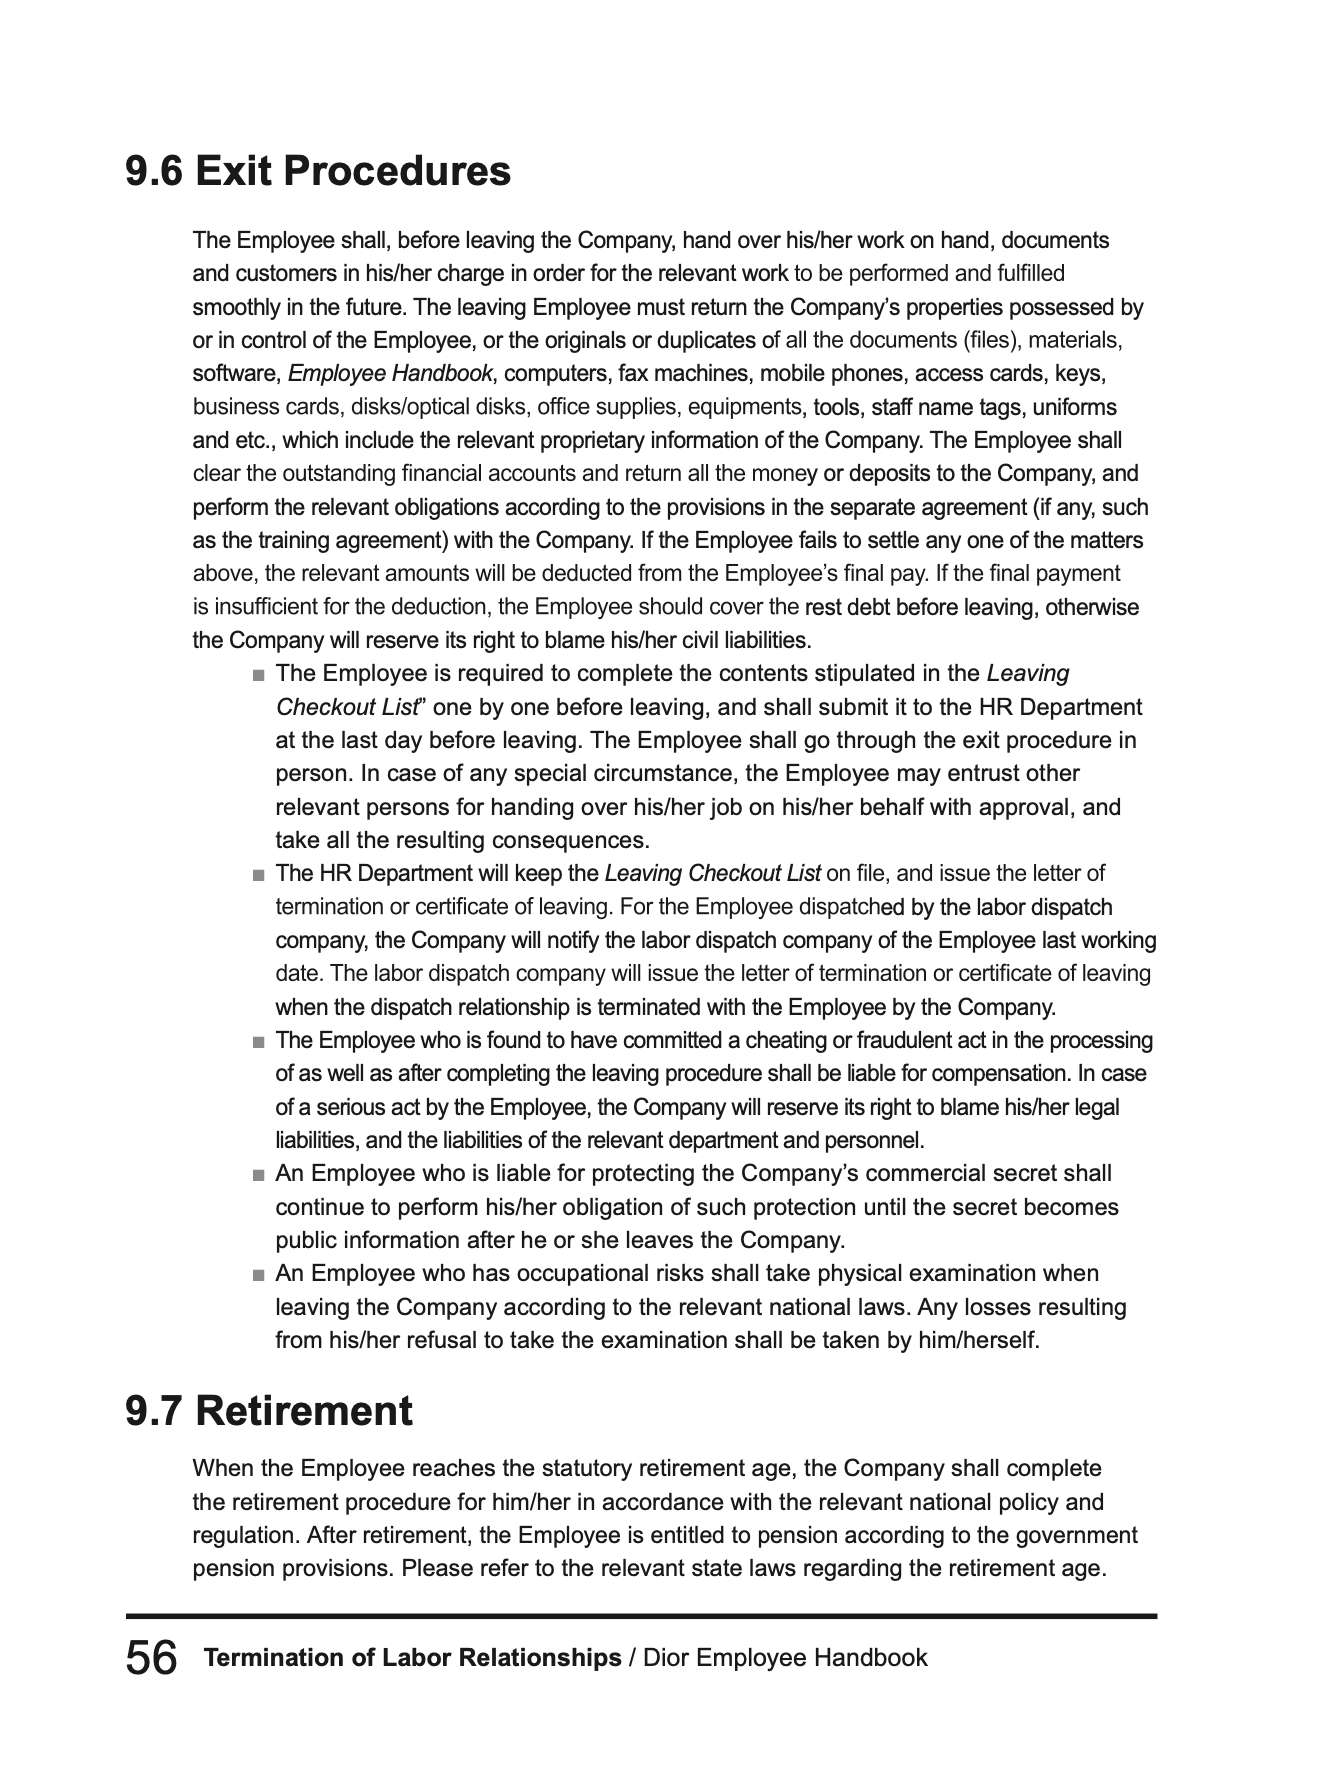 9.6 Exit Procedures
The Employee shall, before leaving the Company, hand over his/her work on hand, documents
and customers in his/her charge in order for the relevant work to be performed and fulfilled
smoothly in the future. The leaving Employee must return the Company’s properties possessed by
or in control of the Employee, or the originals or duplicates of all the documents (files), materials,
software, Employee Handbook, computers, fax machines, mobile phones, access cards, keys,
business cards, disks/optical disks, office supplies, equipments, tools, staff name tags, uniforms
and etc., which include the relevant proprietary information of the Company. The Employee shall
clear the outstanding financial accounts and return all the money or deposits to the Company, and
perform the relevant obligations according to the provisions in the separate agreement (if any, such
as the training agreement) with the Company. If the Employee fails to settle any one of the matters
above, the relevant amounts will be deducted from the Employee’s final pay. If the final payment
is insufficient for the deduction, the Employee should cover the rest debt before leaving, otherwise
the Company will reserve its right to blame his/her civil liabilities.
■ The Employee is required to complete the contents stipulated in the Leaving
Checkout List” one by one before leaving, and shall submit it to the HR Department
at the last day before leaving. The Employee shall go through the exit procedure in
person. In case of any special circumstance, the Employee may entrust other
relevant persons for handing over his/her job on his/her behalf with approval, and
take all the resulting consequences.
■ The HR Department will keep the Leaving Checkout List on file, and issue the letter of
termination or certificate of leaving. For the Employee dispatched by the labor dispatch
company, the Company will notify the labor dispatch company of the Employee last working
date. The labor dispatch company will issue the letter of termination or certificate of leaving
when the dispatch relationship is terminated with the Employee by the Company.
■ The Employee who is found to have committed a cheating or fraudulent act in the processing
of as well as after completing the leaving procedure shall be liable for compensation. In case
of a serious act by the Employee, the Company will reserve its right to blame his/her legal
liabilities, and the liabilities of the relevant department and personnel.
■ An Employee who is liable for protecting the Company’s commercial secret shall
continue to perform his/her obligation of such protection until the secret becomes
public information after he or she leaves the Company.
■ An Employee who has occupational risks shall take physical examination when
leaving the Company according to the relevant national laws. Any losses resulting
from his/her refusal to take the examination shall be taken by him/herself.
9.7 Retirement
When the Employee reaches the statutory retirement age, the Company shall complete
the retirement procedure for him/her in accordance with the relevant national policy and
regulation. After retirement, the Employee is entitled to pension according to the government
pension provisions. Please refer to the relevant state laws regarding the retirement age.
56 Termination of Labor Relationships / Dior Employee Handbook